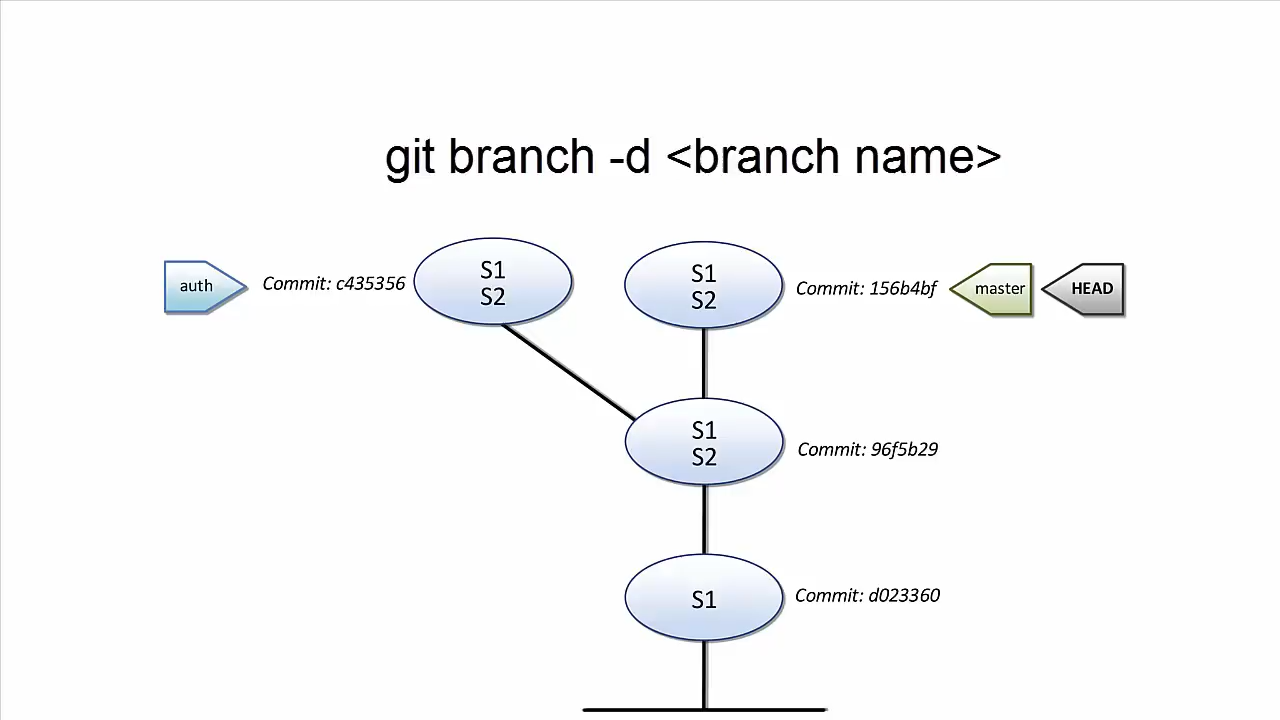 git branch -d <branch name>
auth
Commit: c435356
S1
S2
S1
S2
Commit: 156b4bf
master
HEAD
S1
S2
Commit: 96f5b29
S1
Commit: d023360